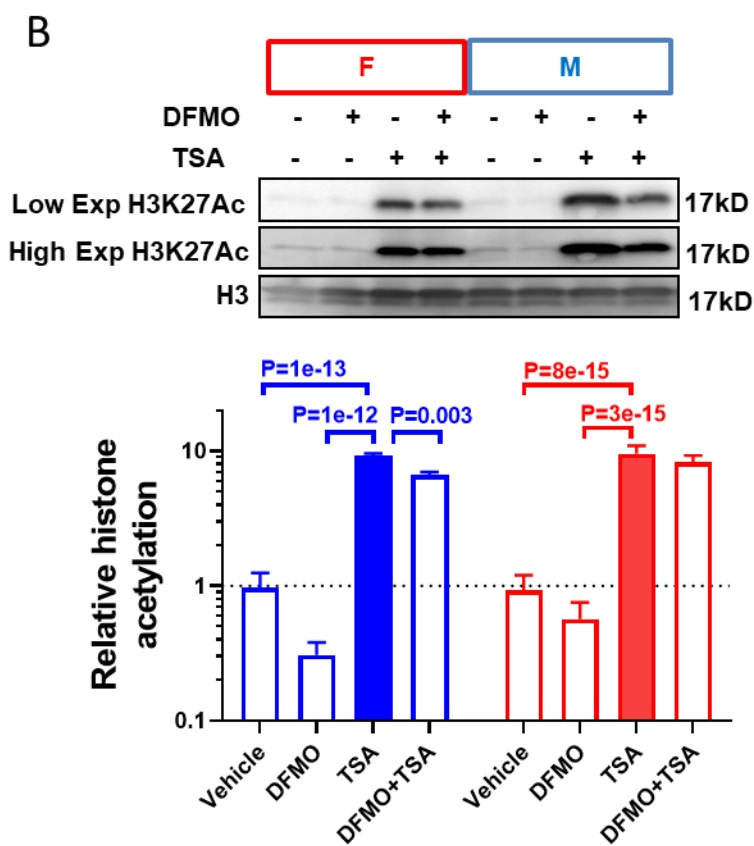 B
F M
DFMO - + - + - + - +
TSA - - + + - - + +
Low Exp H3K27Ac 17kD
High Exp H3K27Ac 17kD
H3 17kD
P=1e-13 P=8e-15
P=1e-12 P=0.003 P=3e-15
Relative histone
acetylation
10
1
0.1
Vehicle DFMO TSA DFMO+TSA Vehicle DFMO TSA DFMO+TSA